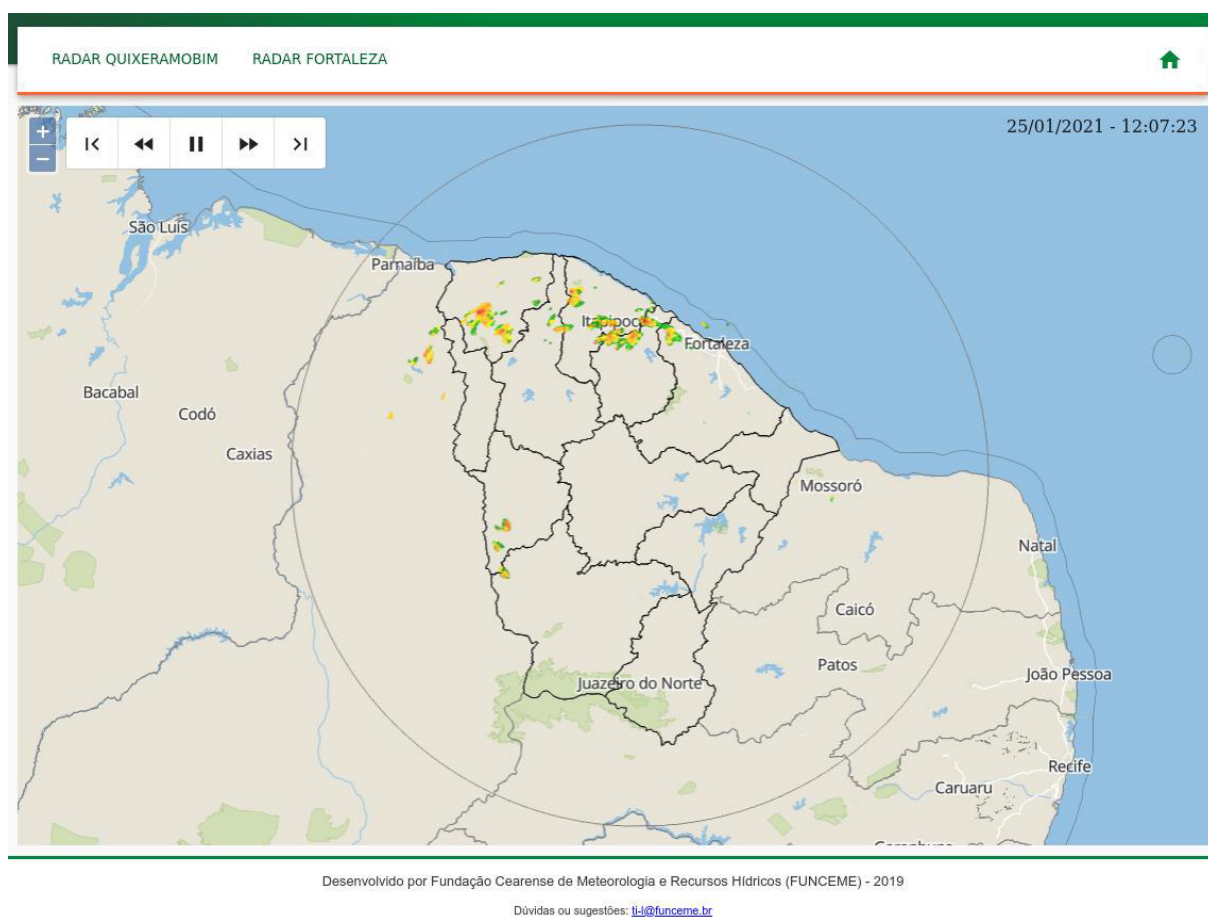 RADAR QUIXERAMOBIM RADAR FORTALEZA
25/01/2021 - 12:07:23
+
−
São Luís
Parnaíba
Fortaleza
Bacabal
Codó
Caxias
Mossoró
Natal
Caicó
Patos
João Pessoa
Juazeiro do Norte
Recife
Caruaru
Desenvolvido por Fundação Cearense de Meteorologia e Recursos Hídricos (FUNCEME) - 2019
Dúvidas ou sugestões: ti-l@funceme.br